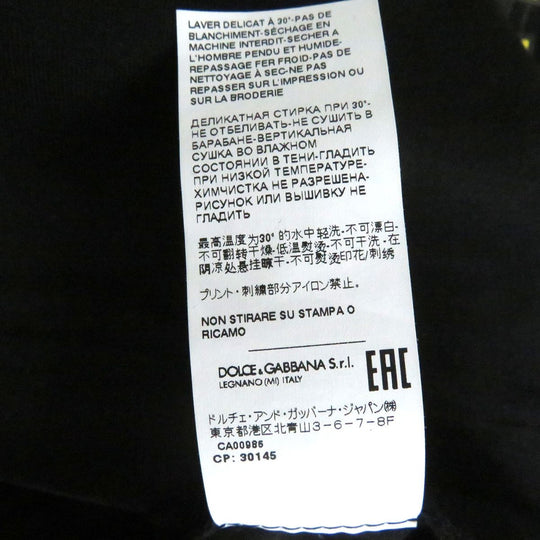 LAVER DELICAT À 30°-PAS DE
BLANCHIMENT-SÉCHAGE EN
MACHINE INTERDIT-SECHER A
L'HOMBRE PENDU ET HUMIDE-
REPASSAGE FER FROID-PAS DE
NETTOYAGE À SEC-NE PAS
REPASSER SUR L'IMPRESSION OU
SUR LA BRODERIE
ДЕЛИКАТНАЯ СТИРКА ПРИ 30°-
НЕ ОТБЕЛИВАТЬ-НЕ СУШИТЬ В
БАРАБАНЕ-ВЕРТИКАЛЬНАЯ
СУШКА ВО ВЛАЖНОМ
СОСТОЯНИИ В ТЕНИ-ГЛАДИТЬ
ПРИ НИЗКОЙ ТЕМПЕРАТУРЕ-
ХИМЧИСТКА НЕ РАЗРЕШЕНА-
РИСУНОК ИЛИ ВЫШИВКУ НЕ
ГЛАДИТЬ
最高温度为30° 的水中轻洗-不可漂白-
不可翻转干燥-低温熨烫-不可干洗-在
阴凉处悬挂晾干-不可熨烫印花/刺绣
プリント・刺繍部分アイロン禁止。
NON STIRARE SU STAMPA O
RICAMO
DOLCE & GABBANA S.r.l.
LEGNANO (MI) ITALY
EAC
ドルチェ・アンド・ガッバーナ・ジャパン㈱
東京都港区北青山3-6-7-8F
CA00986
CP: 30145